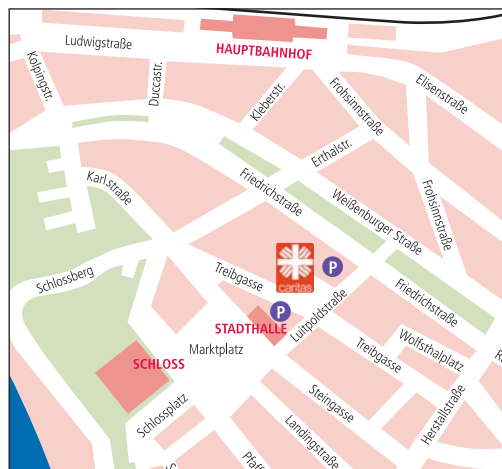 Ludwigstraße
HAUPTBAHNHOF
Kolpingstr.
Duccastr.
Kleberstr.
Frohsinnstraße
Elisenstraße
Erthalstr.
Karlstraße
Friedrichstraße
Weißenburger Straße
Frohsinnstraße
Schlossberg
Treibgasse
caritas
P
P
Friedrichstraße
STADTHALLE
Luitpoldstraße
Marktplatz
SCHLOSS
Treibgasse
Wolfsthalplatz
Schlossplatz
Steingasse
Herstallstraße
Landingstraße